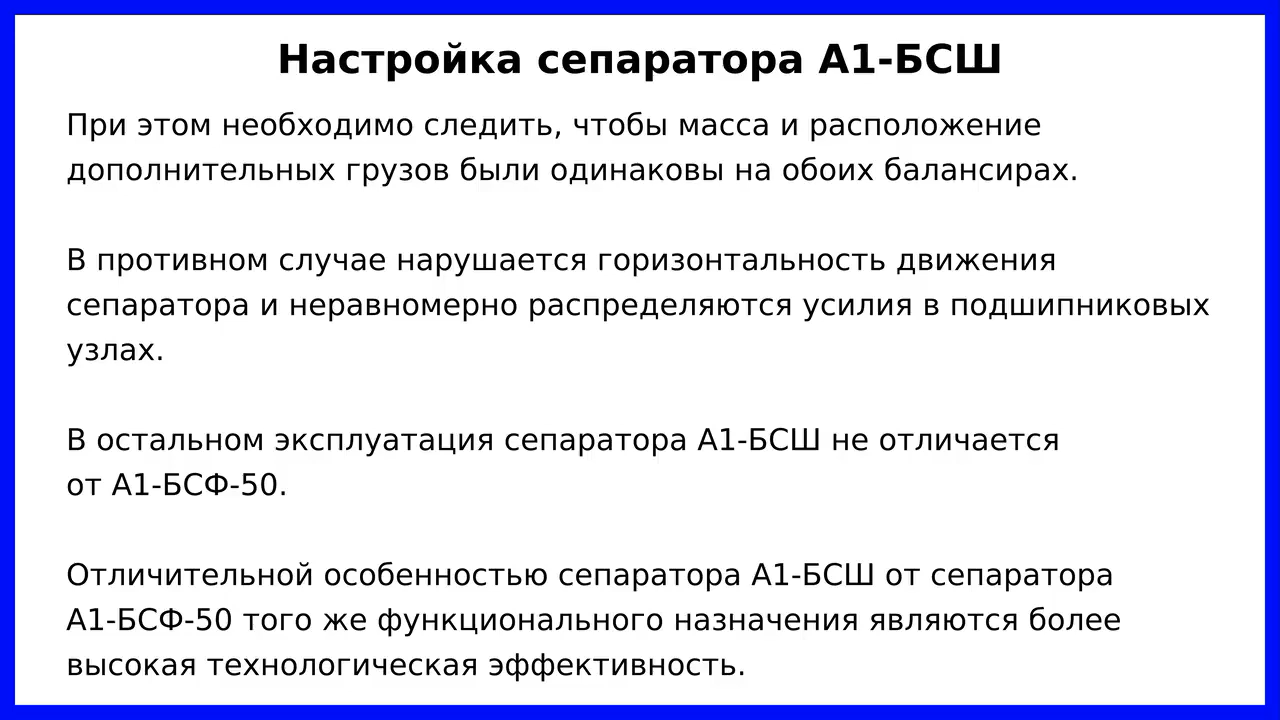 Настройка сепаратора А1-БСШ
При этом необходимо следить, чтобы масса и расположение
дополнительных грузов были одинаковы на обоих балансирах.
В противном случае нарушается горизонтальность движения
сепаратора и неравномерно распределяются усилия в подшипниковых
узлах.
В остальном эксплуатация сепаратора А1-БСШ не отличается
от А1-БСФ-50.
Отличительной особенностью сепаратора А1-БСШ от сепаратора
А1-БСФ-50 того же функционального назначения являются более
высокая технологическая эффективность.